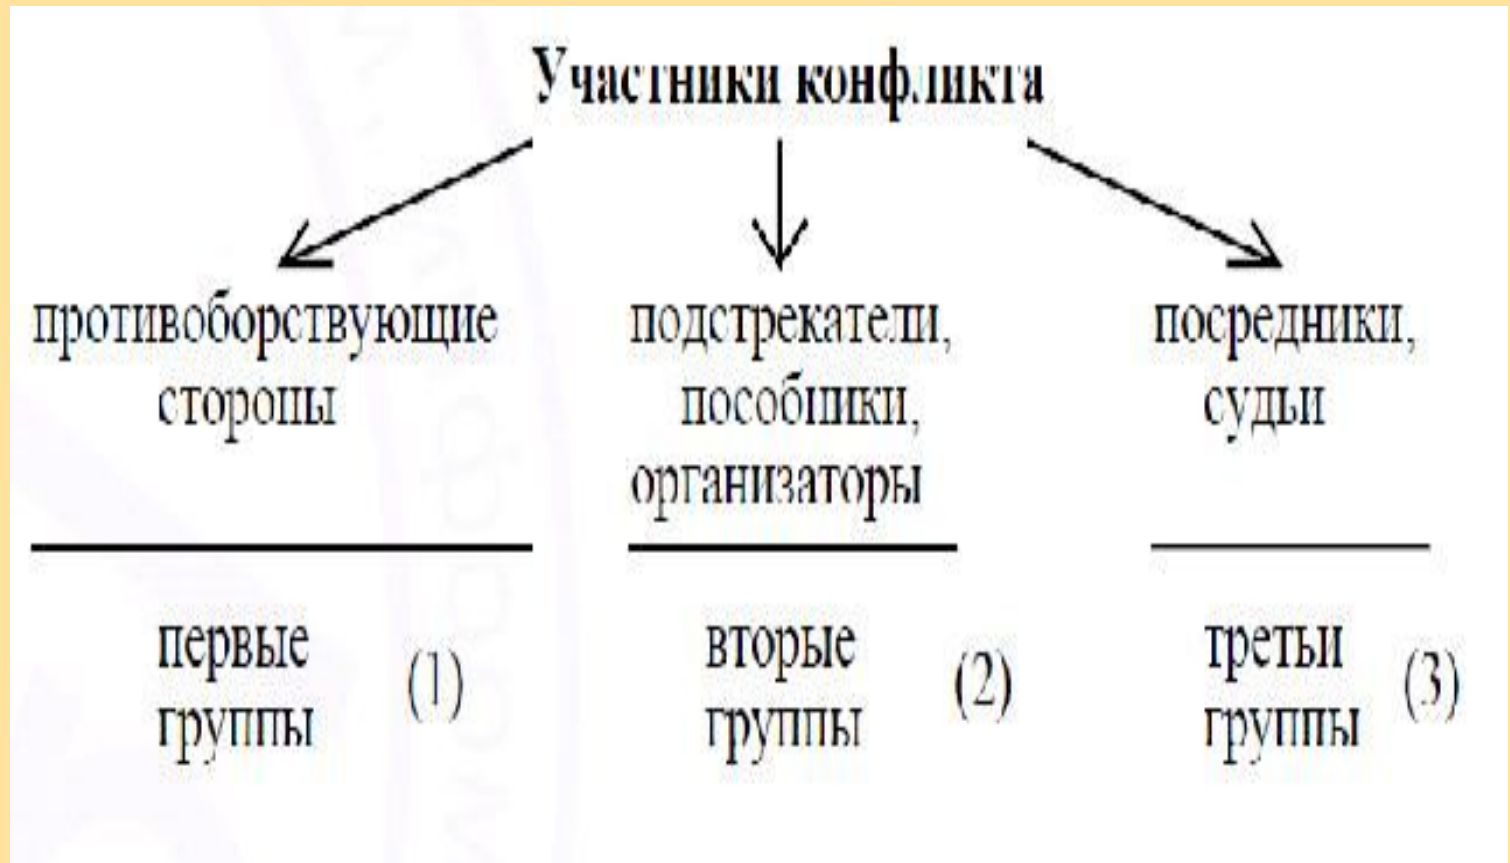 Участники конфликта
противоборствующие
стороны
подстрекатели,
пособники,
организаторы
посредники,
судьи
первые
группы
(1)
вторые
группы
(2)
третьи
группы
(3)